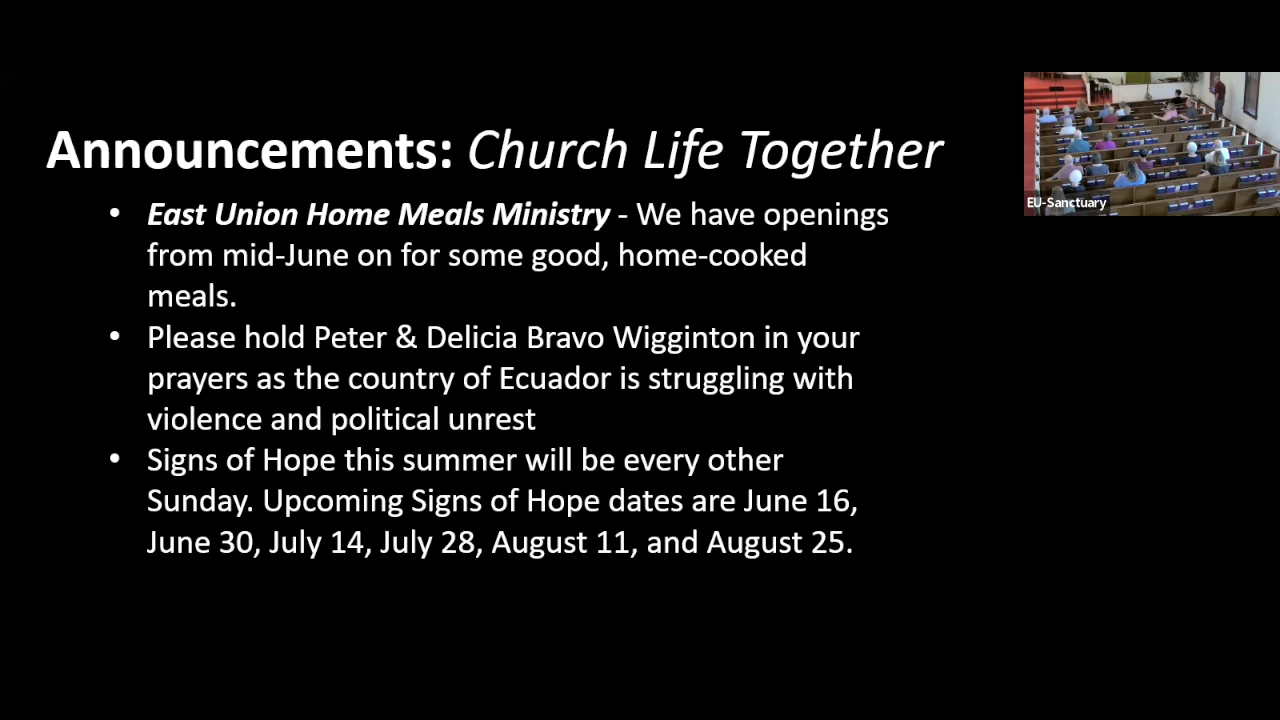 Announcements: Church Life Together
• East Union Home Meals Ministry - We have openings
from mid-June on for some good, home-cooked
meals.
• Please hold Peter & Delicia Bravo Wigginton in your
prayers as the country of Ecuador is struggling with
violence and political unrest
• Signs of Hope this summer will be every other
Sunday. Upcoming Signs of Hope dates are June 16,
June 30, July 14, July 28, August 11, and August 25.
EU-Sanctuary